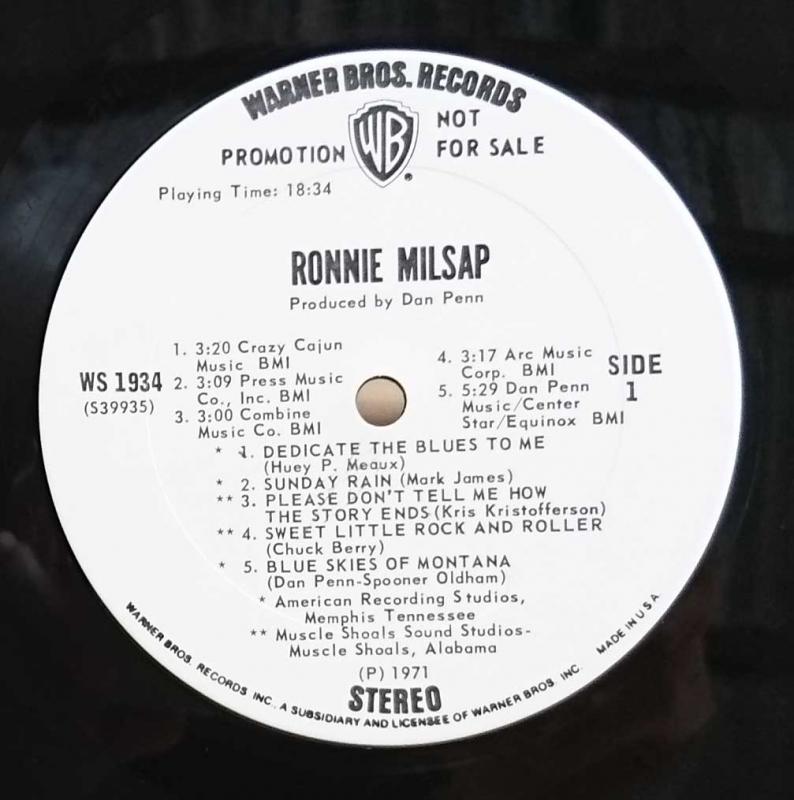 WARNER BROS. RECORDS
PROMOTION WB NOT FOR SALE
Playing Time: 18:34
RONNIE MILSAP
Produced by Dan Penn
1. 3:20 Crazy Cajun
Music BMI
2. 3:09 Press Music
Co., Inc. BMI
3. 3:00 Combine
Music Co. BMI
4. 3:17 Arc Music
Corp. BMI
5. 5:29 Dan Penn
Music/Center
Star/Equinox BMI
WS 1934
(S39935)
SIDE
1
* 1. DEDICATE THE BLUES TO ME
(Huey P. Meaux)
* 2. SUNDAY RAIN (Mark James)
** 3. PLEASE DON'T TELL ME HOW
THE STORY ENDS (Kris Kristofferson)
** 4. SWEET LITTLE ROCK AND ROLLER
(Chuck Berry)
* 5. BLUE SKIES OF MONTANA
(Dan Penn-Spooner Oldham)
* American Recording Studios,
Memphis Tennessee
** Muscle Shoals Sound Studios-
Muscle Shoals, Alabama
(P) 1971
STEREO
WARNER BROS. RECORDS INC., A SUBSIDIARY AND LICENSEE OF WARNER BROS. INC. MADE IN U.S.A.